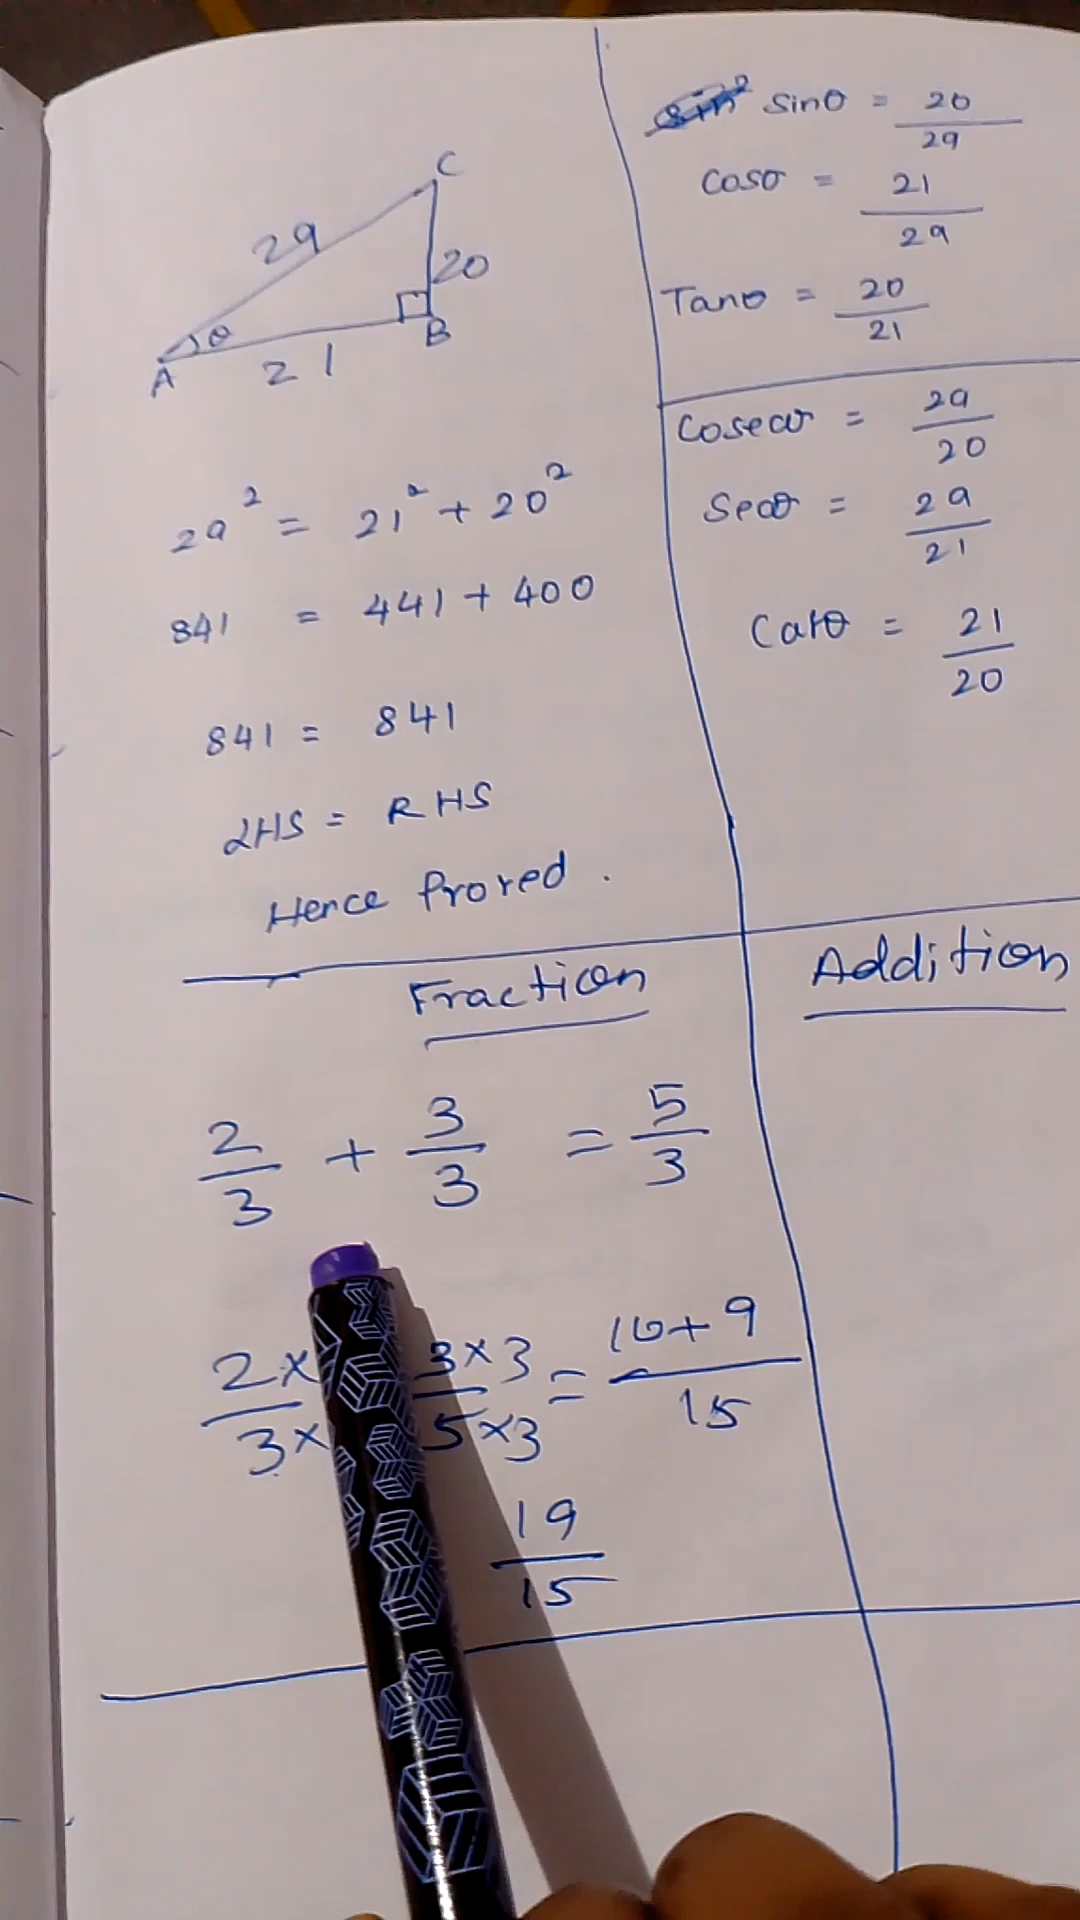 C
29
20
θ
A
21
B
29² = 21² + 20²
841 = 441 + 400
841 = 841
LHS = RHS
Hence Proved.
sinθ = 20/29
Cosθ = 21/29
Tanθ = 20/21
Cosecθ = 29/20
Secθ = 29/21
Cotθ = 21/20
Fraction
2/3 + 3/3 = 5/3
2× 3×3 = 10+9
3× 5×3 15
19/15
Addition